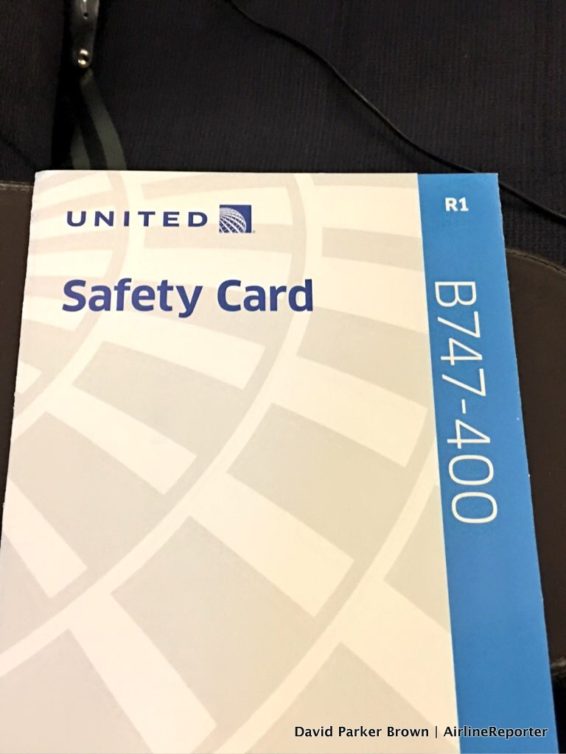 UNITED
R1
Safety Card
B747-400
David Parker Brown | AirlineReporter